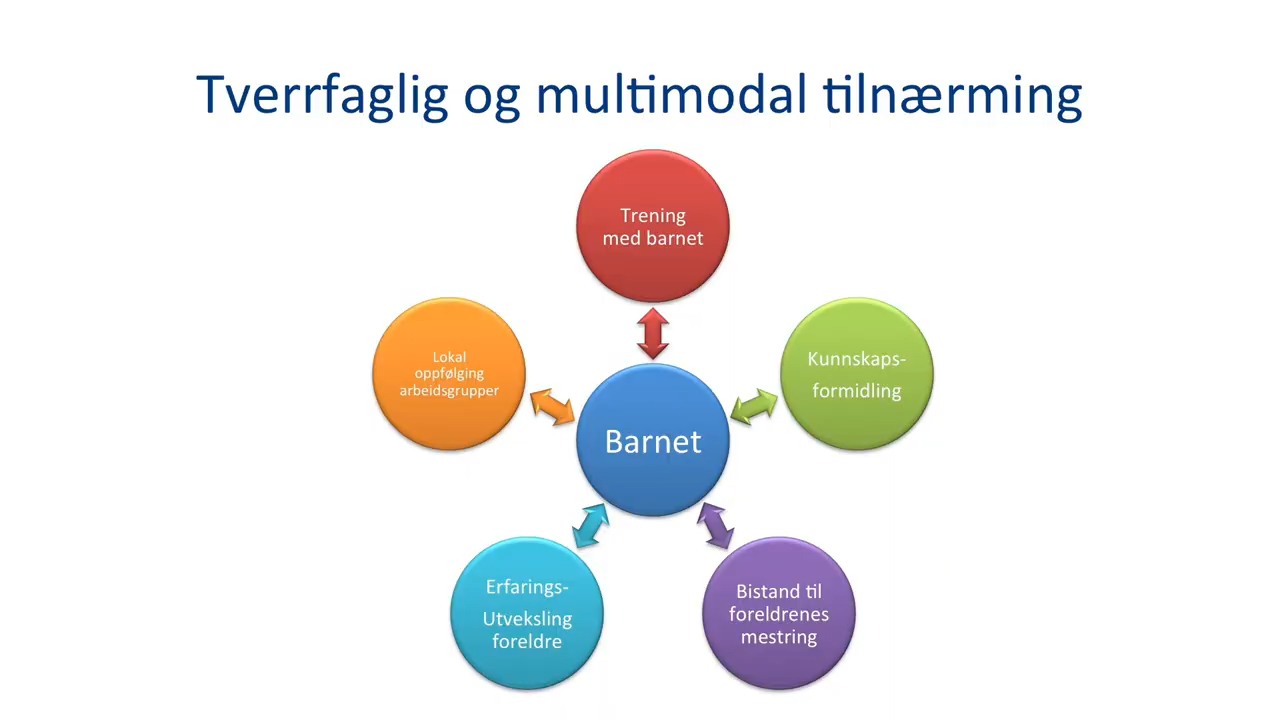 Tverrfaglig og multimodal tilnærming
Trening
med barnet
Lokal
oppfølging
arbeidsgrupper
Kunnskaps-
formidling
Barnet
Erfarings-
Utveksling
foreldre
Bistand til
foreldrenes
mestring